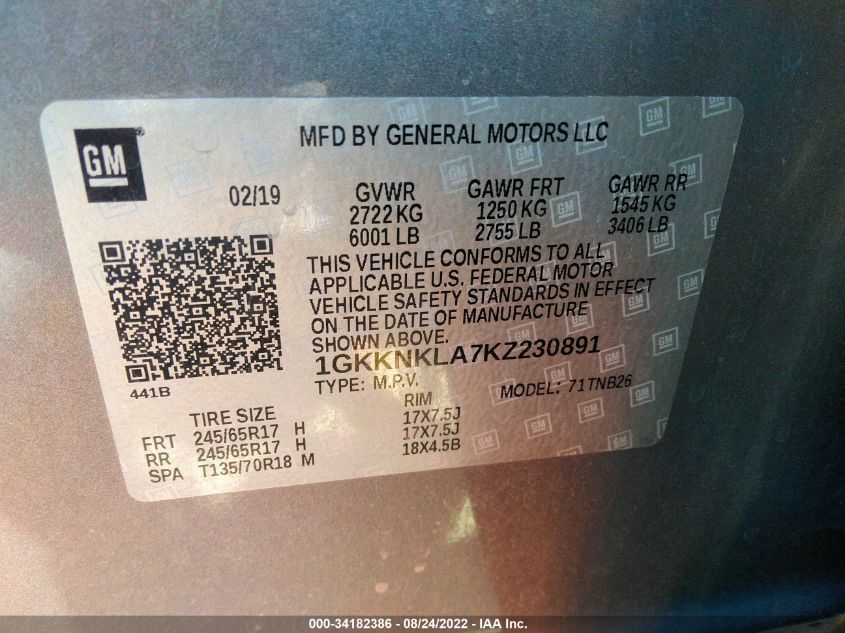 GM
MFD BY GENERAL MOTORS LLC
02/19
GVWR
2722 KG
6001 LB
GAWR FRT
1250 KG
2755 LB
GAWR RR
1545 KG
3406 LB
THIS VEHICLE CONFORMS TO ALL
APPLICABLE U.S. FEDERAL MOTOR
VEHICLE SAFETY STANDARDS IN EFFECT
ON THE DATE OF MANUFACTURE
SHOWN ABOVE.
1GKKNKLA7KZ230891
441B
TYPE: M.P.V.
MODEL: 71TNB26
TIRE SIZE RIM
FRT 245/65R17 H 17X7.5J
RR 245/65R17 H 17X7.5J
SPA T135/70R18 M 18X4.5B
000-34182386 - 08/24/2022 - IAA Inc.